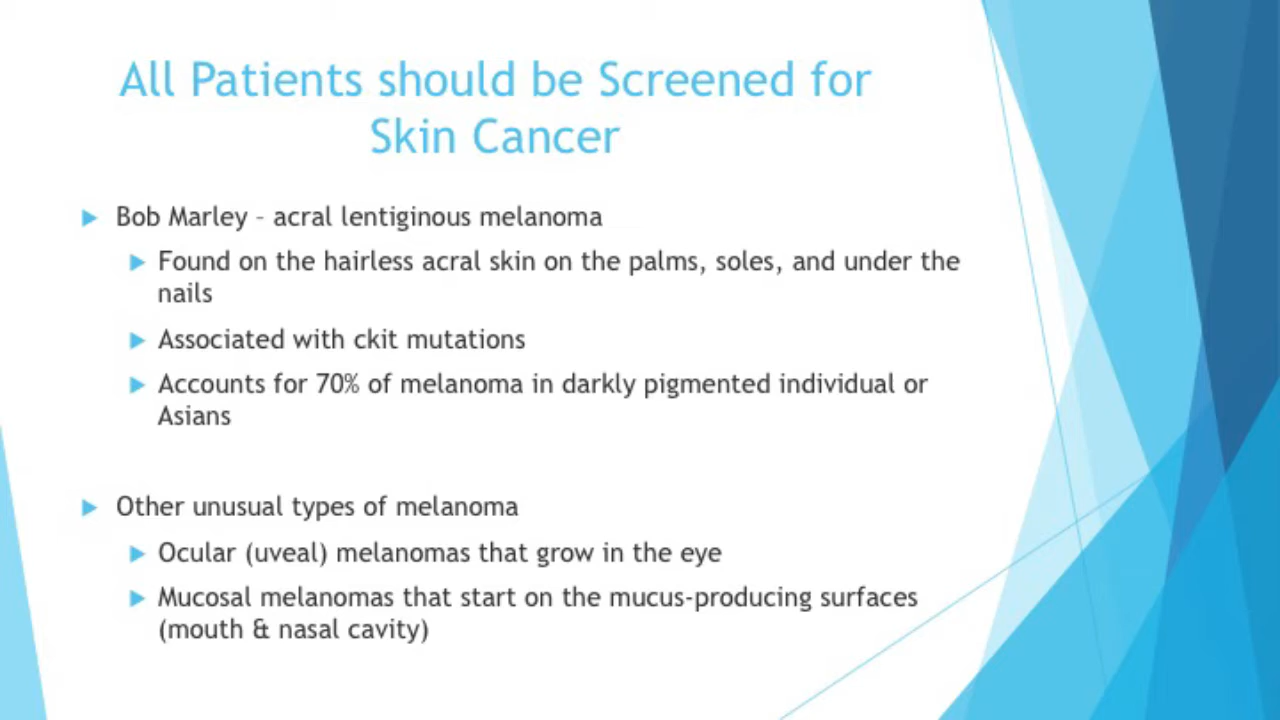 All Patients should be Screened for
Skin Cancer
Bob Marley – acral lentiginous melanoma
Found on the hairless acral skin on the palms, soles, and under the
nails
Associated with ckit mutations
Accounts for 70% of melanoma in darkly pigmented individual or
Asians
Other unusual types of melanoma
Ocular (uveal) melanomas that grow in the eye
Mucosal melanomas that start on the mucus-producing surfaces
(mouth & nasal cavity)